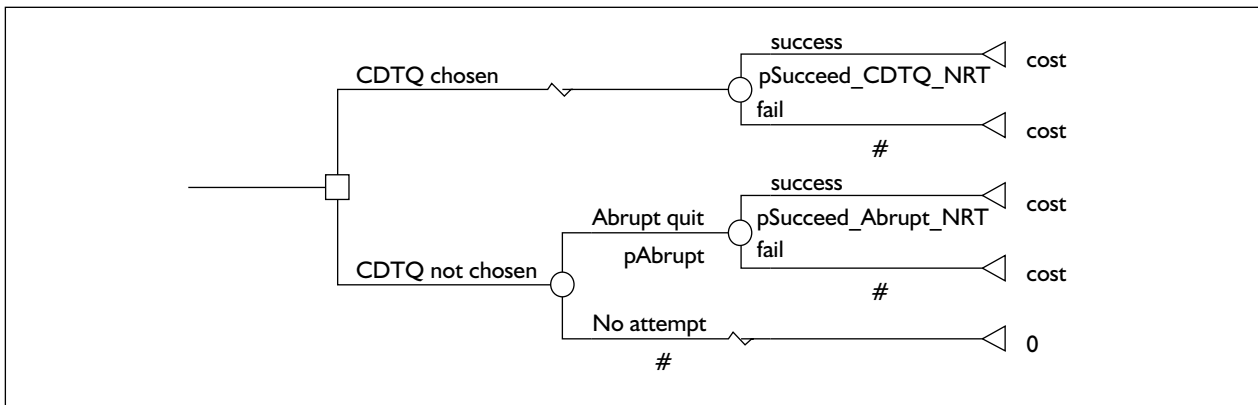 success
cost
CDTQ chosen
pSucceed_CDTQ_NRT
fail
cost
#
success
cost
Abrupt quit
pSucceed_Abrupt_NRT
pAbrupt
fail
CDTQ not chosen
cost
#
No attempt
0
#